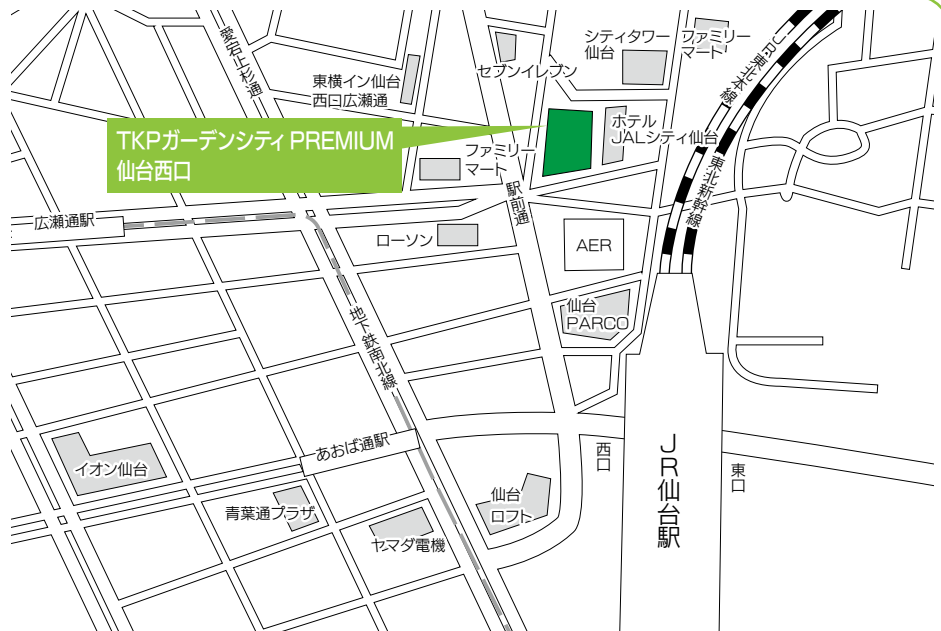 愛宕上杉通
東横イン仙台
西口広瀬通
セブンイレブン
シティタワー
仙台
ファミリー
マート
JR東北本線
東北新幹線
TKPガーデンシティ PREMIUM
仙台西口
ファミリー
マート
ホテル
JALシティ仙台
駅前通
広瀬通駅
ローソン
AER
仙台
PARCO
地下鉄南北線
あおば通駅
イオン仙台
青葉通プラザ
ヤマダ電機
仙台
ロフト
西口
JR仙台駅
東口